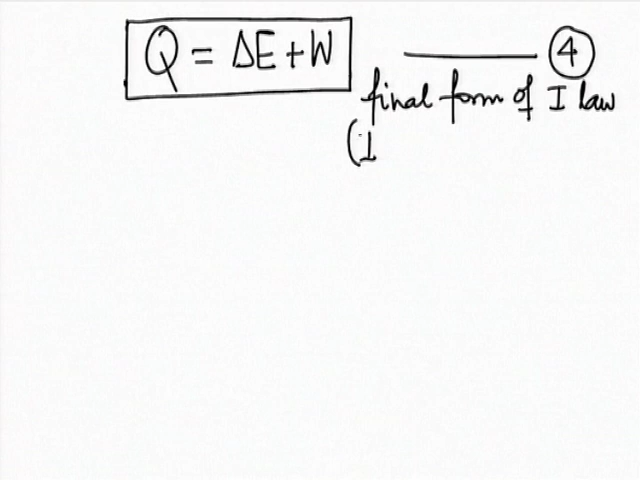 Q = ΔE + W ④
final form of I law
(I